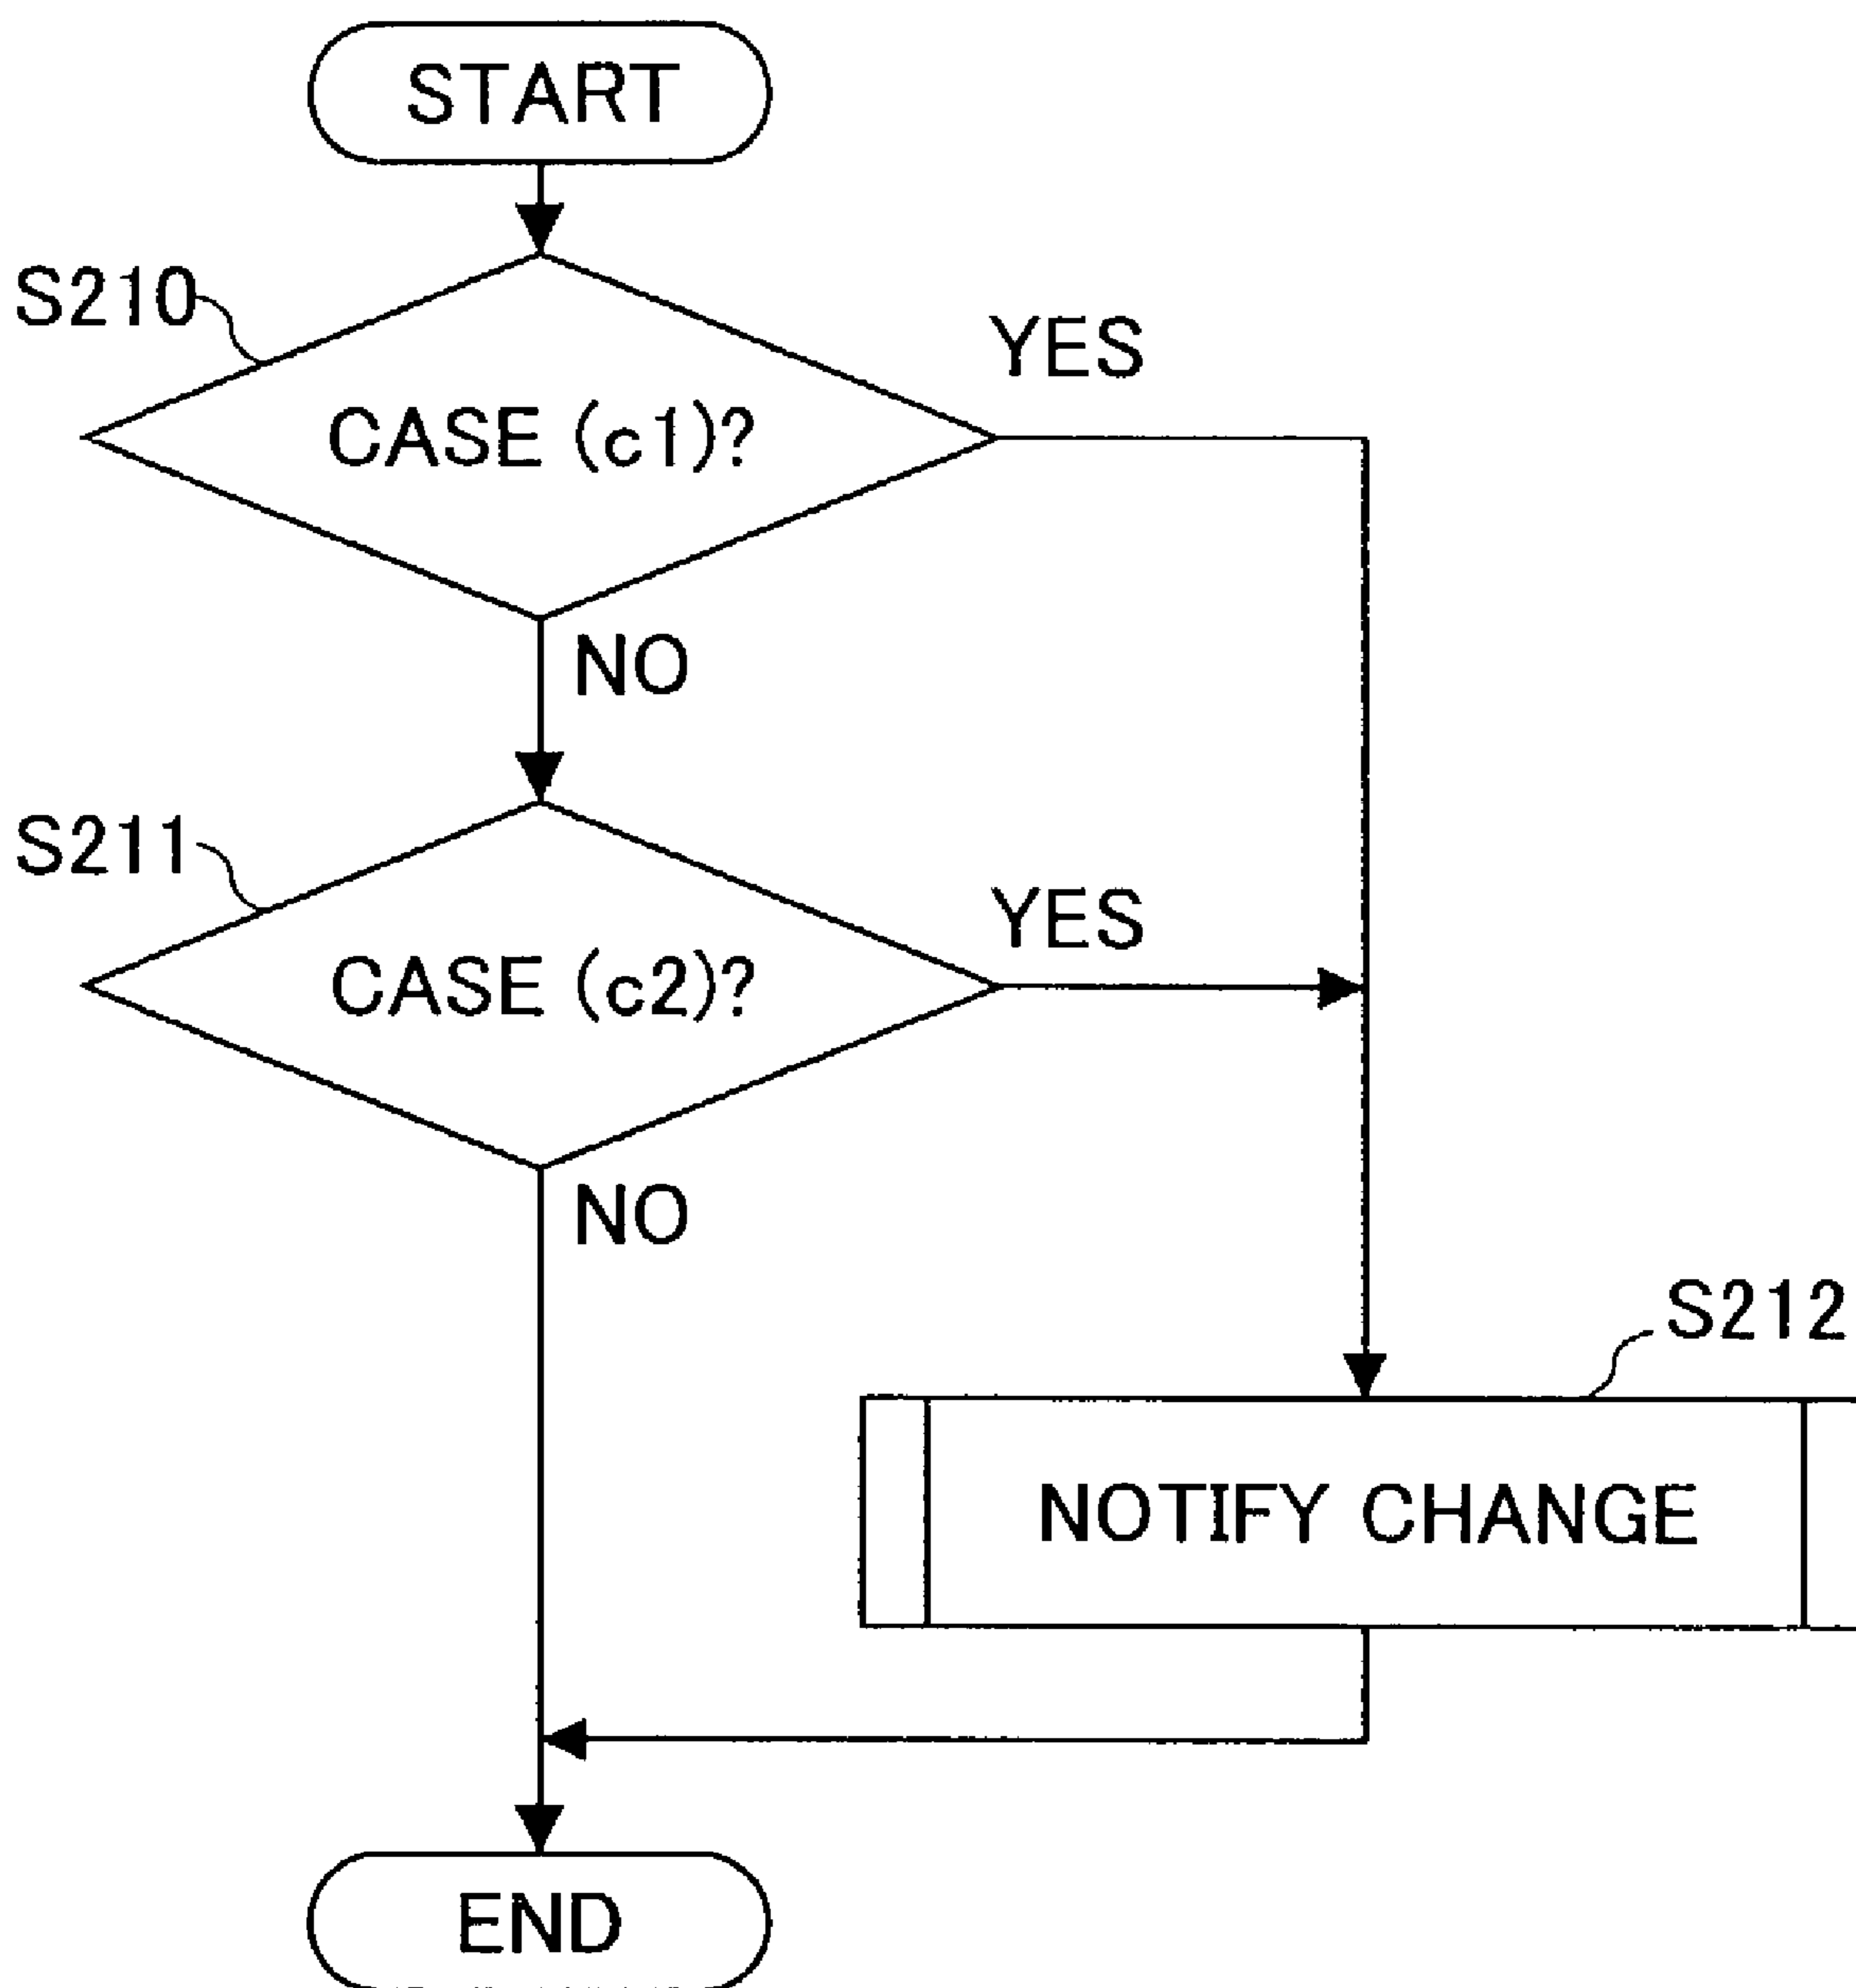 START
S210
YES
CASE (c1)?
NO
S211
YES
CASE (c2)?
NO
S212
NOTIFY CHANGE
END